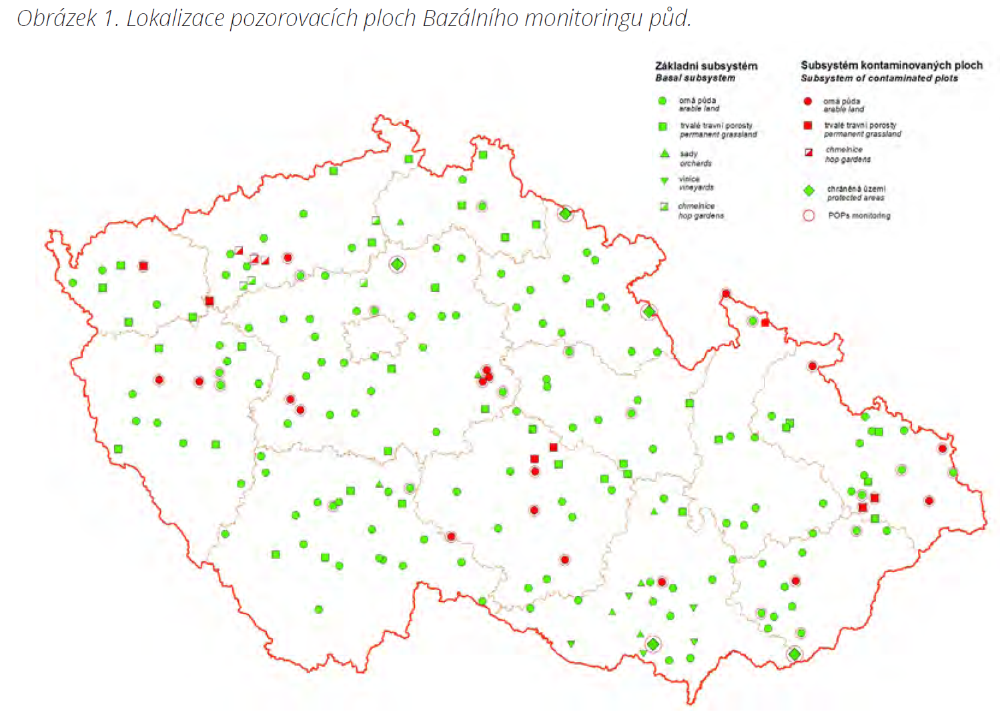 Obrázek 1. Lokalizace pozorovacích ploch Bazálního monitoringu půd.
Základní subsystém
Basal subsystem
orná půda
arable land
trvalé travní porosty
permanent grassland
sady
orchards
vinice
vineyards
chmelnice
hop gardens
Subsystém kontaminovaných ploch
Subsystem of contaminated plots
orná půda
arable land
trvalé travní porosty
permanent grassland
chmelnice
hop gardens
chráněná území
protected areas
POPs monitoring